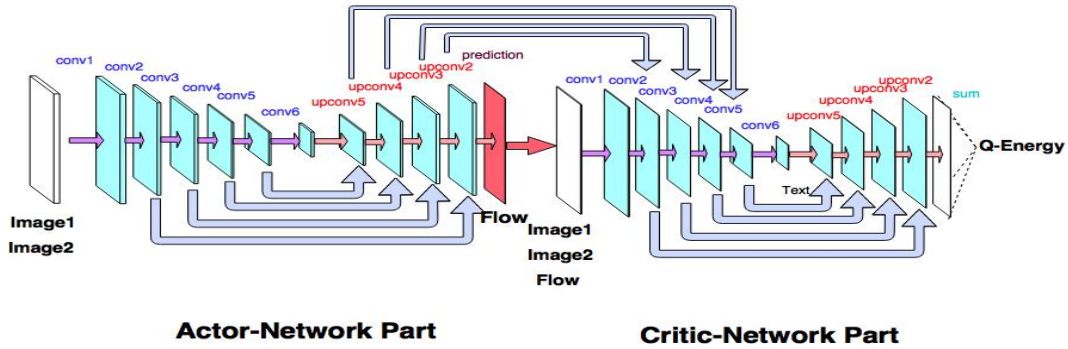 conv1
conv2
conv3
conv4
conv5
conv6
upconv5
upconv4
upconv3
upconv2
prediction
Flow
Image1
Image2
Actor-Network Part
conv1
conv2
conv3
conv4
conv5
conv6
upconv5
upconv4
upconv3
upconv2
sum
Q-Energy
Text
Image1
Image2
Flow
Critic-Network Part